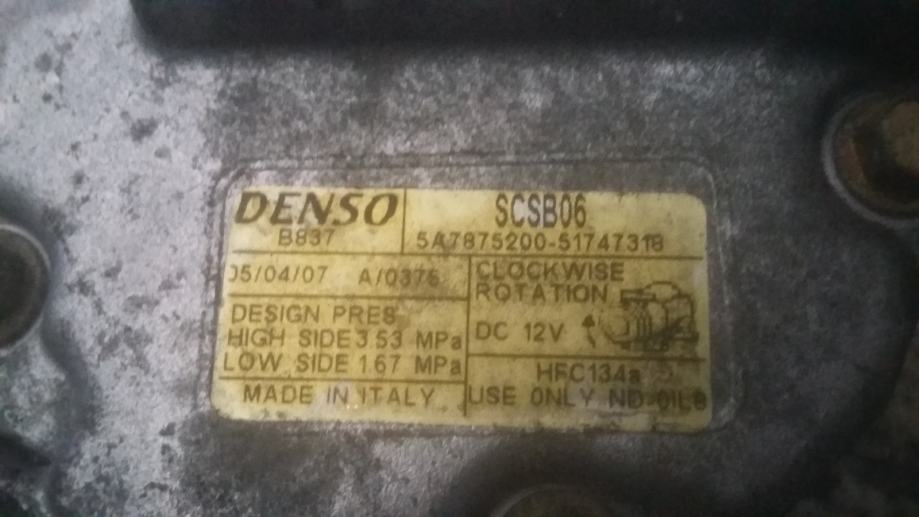 DENSO
B837
SCSB06
5A7875200-51747318
05/04/07 A/0376
CLOCKWISE
ROTATION
DC 12V
DESIGN PRES
HIGH SIDE 3.53 MPa
LOW SIDE 1.67 MPa
MADE IN ITALY
HFC134a
USE ONLY ND-OIL8